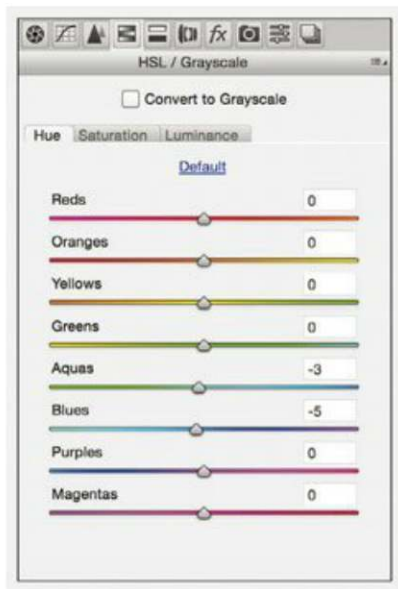 fx
HSL / Grayscale
Convert to Grayscale
Hue Saturation Luminance
Default
Reds 0
Oranges 0
Yellows 0
Greens 0
Aquas -3
Blues -5
Purples 0
Magentas 0